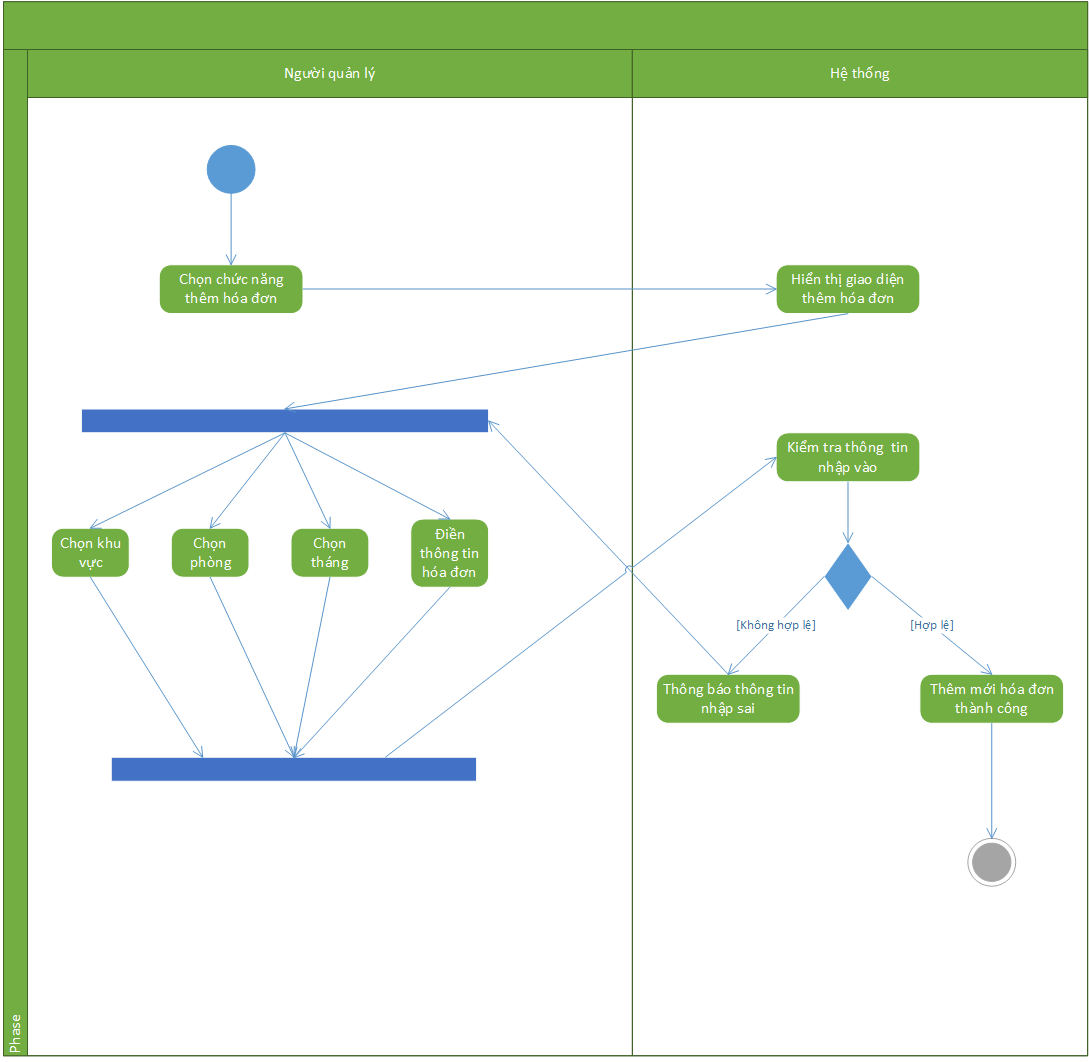 Người quản lý
Hệ thống
Chọn chức năng
thêm hóa đơn
Hiển thị giao diện
thêm hóa đơn
Kiểm tra thông tin
nhập vào
Chọn khu
vực
Chọn
phòng
Chọn
tháng
Điền
thông tin
hóa đơn
[Không hợp lệ]
[Hợp lệ]
Thông báo thông tin
nhập sai
Thêm mới hóa đơn
thành công
Phase